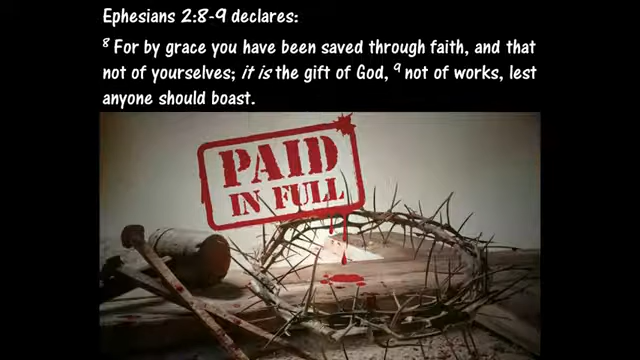 Ephesians 2:8-9 declares:
⁸ For by grace you have been saved through faith, and that
not of yourselves; it is the gift of God, ⁹ not of works, lest
anyone should boast.
PAID
IN FULL